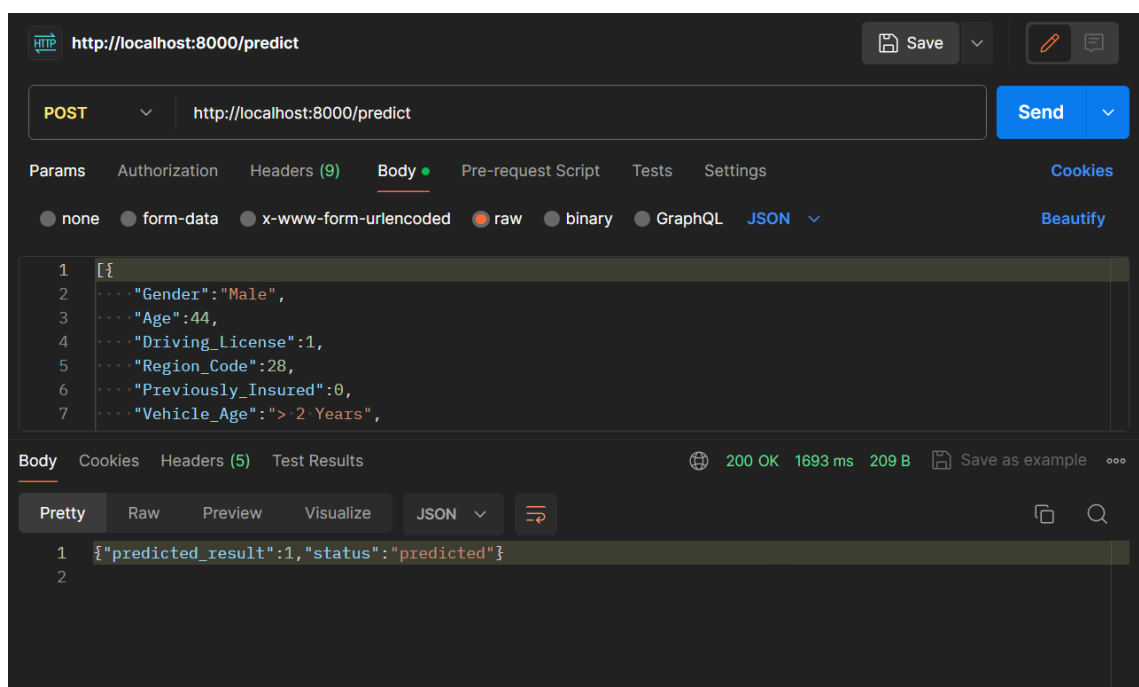 HTTP http://localhost:8000/predict Save
POST http://localhost:8000/predict Send
Params Authorization Headers (9) Body Pre-request Script Tests Settings Cookies
none form-data x-www-form-urlencoded raw binary GraphQL JSON Beautify
1 [{
2 "Gender":"Male",
3 "Age":44,
4 "Driving_License":1,
5 "Region_Code":28,
6 "Previously_Insured":0,
7 "Vehicle_Age":"> 2 Years",
Body Cookies Headers (5) Test Results 200 OK 1693 ms 209 B Save as example
Pretty Raw Preview Visualize JSON
1 {"predicted_result":1,"status":"predicted"}
2